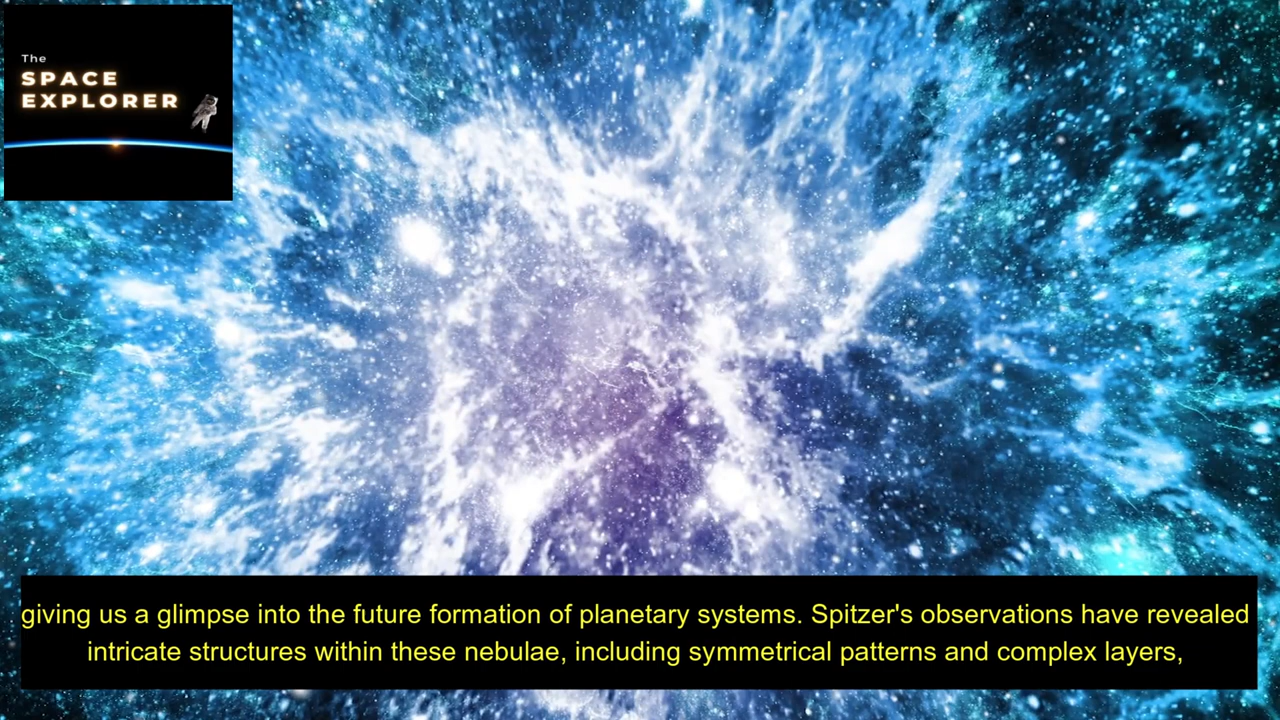 The
SPACE
EXPLORER
giving us a glimpse into the future formation of planetary systems. Spitzer's observations have revealed
intricate structures within these nebulae, including symmetrical patterns and complex layers,